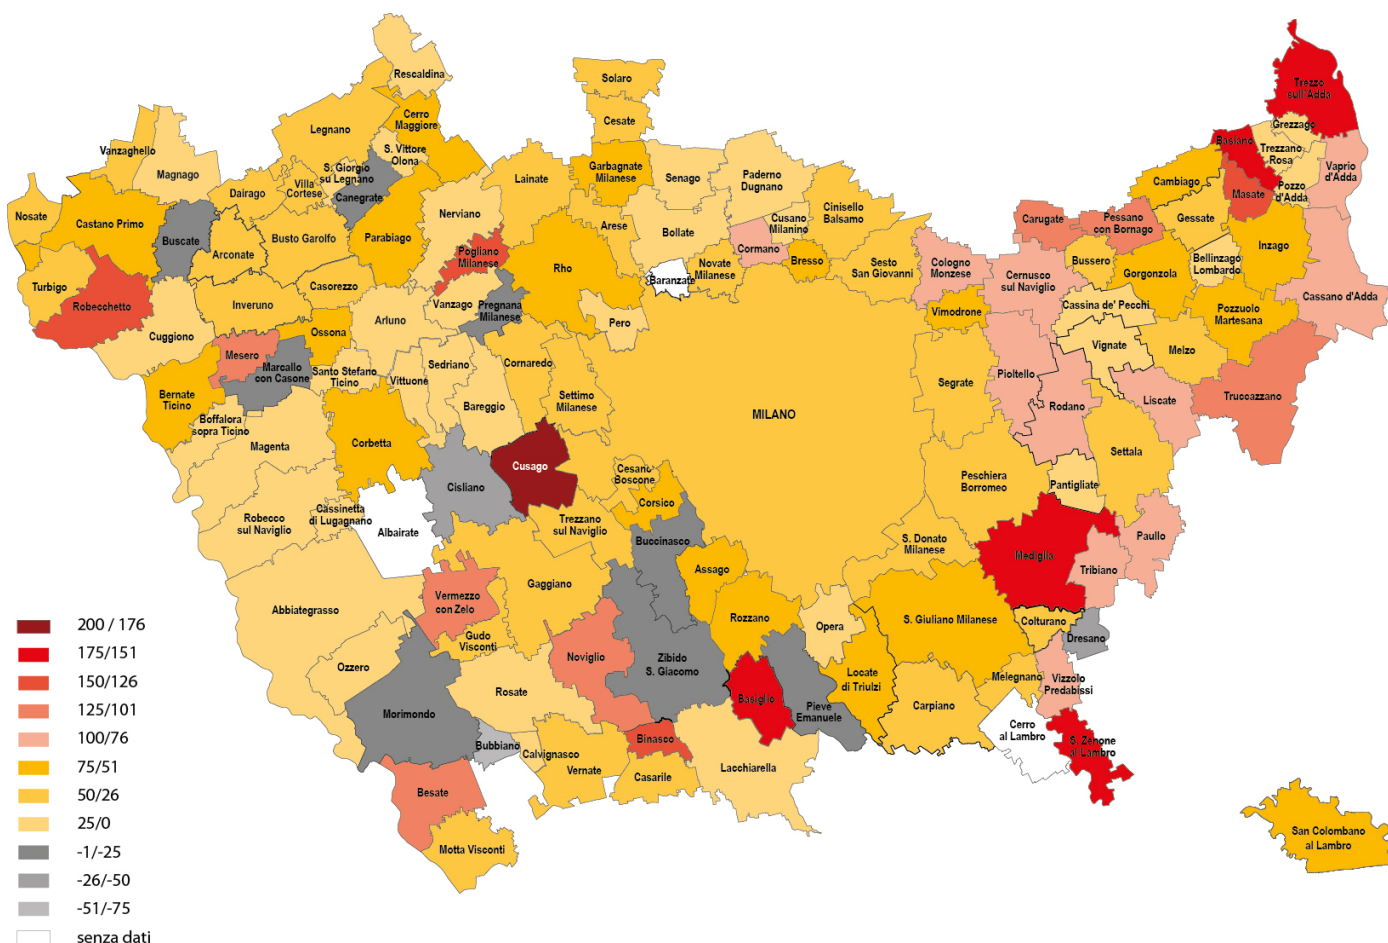 Rescaldina
Solaro
Trezzo
sull'Adda
Cerro
Maggiore
Cesate
Legnano
Grezzago
Vanzaghello
S. Vittore
Olona
Basiano
Trezzano
Rosa
Magnago
S. Giorgio
su Legnano
Lainate
Garbagnate
Milanese
Senago
Paderno
Dugnano
Vaprio
d'Adda
Dairago
Villa
Cortese
Canegrate
Cambiago
Masate
Pozzo
d'Adda
Nosate
Castano Primo
Nerviano
Cinisello
Balsamo
Carugate
Pessano
con Bornago
Gessate
Buscate
Arconate
Busto Garolfo
Parabiago
Arese
Bollate
Cusano
Milanino
Cormano
Inzago
Pogliano
Milanese
Rho
Novate
Milanese
Bresso
Sesto
San Giovanni
Cologno
Monzese
Bussero
Bellinzago
Lombardo
Turbigo
Robecchetto
Casorezzo
Baranzate
Cernusco
sul Naviglio
Gorgonzola
Inveruno
Vanzago
Pregnana
Milanese
Cassina de' Pecchi
Cassano d'Adda
Cuggiono
Ossona
Arluno
Pero
Vimodrone
Pozzuolo
Martesana
Mesero
Marcallo
con Casone
Santo Stefano
Ticino
Vittuone
Sedriano
Cornaredo
Vignate
Melzo
Bernate
Ticino
Bareggio
Settimo
Milanese
Segrate
Pioltello
Rodano
Liscate
Truccazzano
Boffalora
sopra Ticino
MILANO
Magenta
Corbetta
Settala
Cusago
Cesano
Boscone
Peschiera
Borromeo
Pantigliate
Cisliano
Corsico
Cassinetta
di Lugagnano
Robecco
sul Naviglio
Albairate
Trezzano
sul Naviglio
Buccinasco
S. Donato
Milanese
Paullo
Mediglia
Tribiano
Assago
Gaggiano
Abbiategrasso
Vermezzo
con Zelo
Rozzano
Opera
S. Giuliano Milanese
Colturano
Dresano
Gudo
Visconti
Ozzero
Noviglio
Zibido
S. Giacomo
Locate
di Triulzi
Melegnano
Vizzolo
Predabissi
Rosate
Basiglio
Carpiano
Morimondo
Pieve
Emanuele
Cerro
al Lambro
Bubbiano
Calvignasco
Binasco
S. Zenone
al Lambro
Vernate
Casarile
Lacchiarella
Besate
Motta Visconti
San Colombano
al Lambro
200 / 176
175/151
150/126
125/101
100/76
75/51
50/26
25/0
-1/-25
-26/-50
-51/-75
senza dati